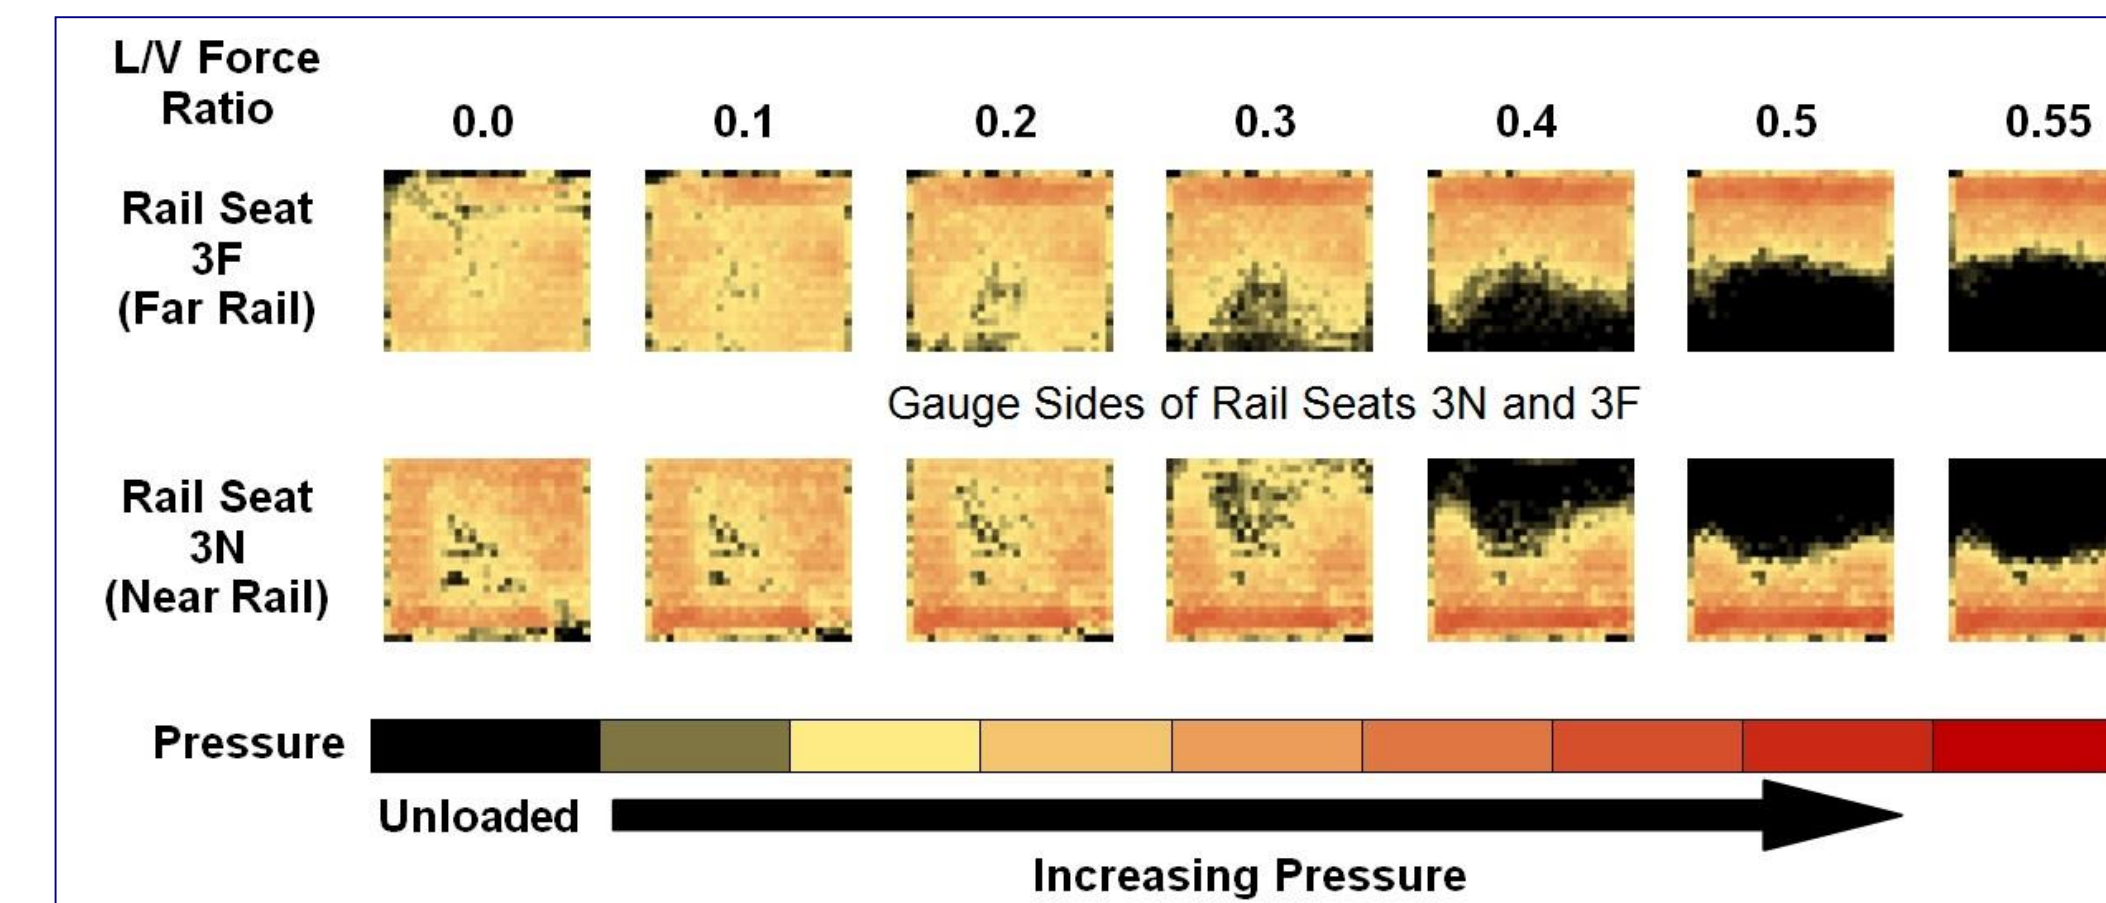 L/V Force
Ratio
0.0 0.1 0.2 0.3 0.4 0.5 0.55
Rail Seat
3F
(Far Rail)
Gauge Sides of Rail Seats 3N and 3F
Rail Seat
3N
(Near Rail)
Pressure
Unloaded
Increasing Pressure